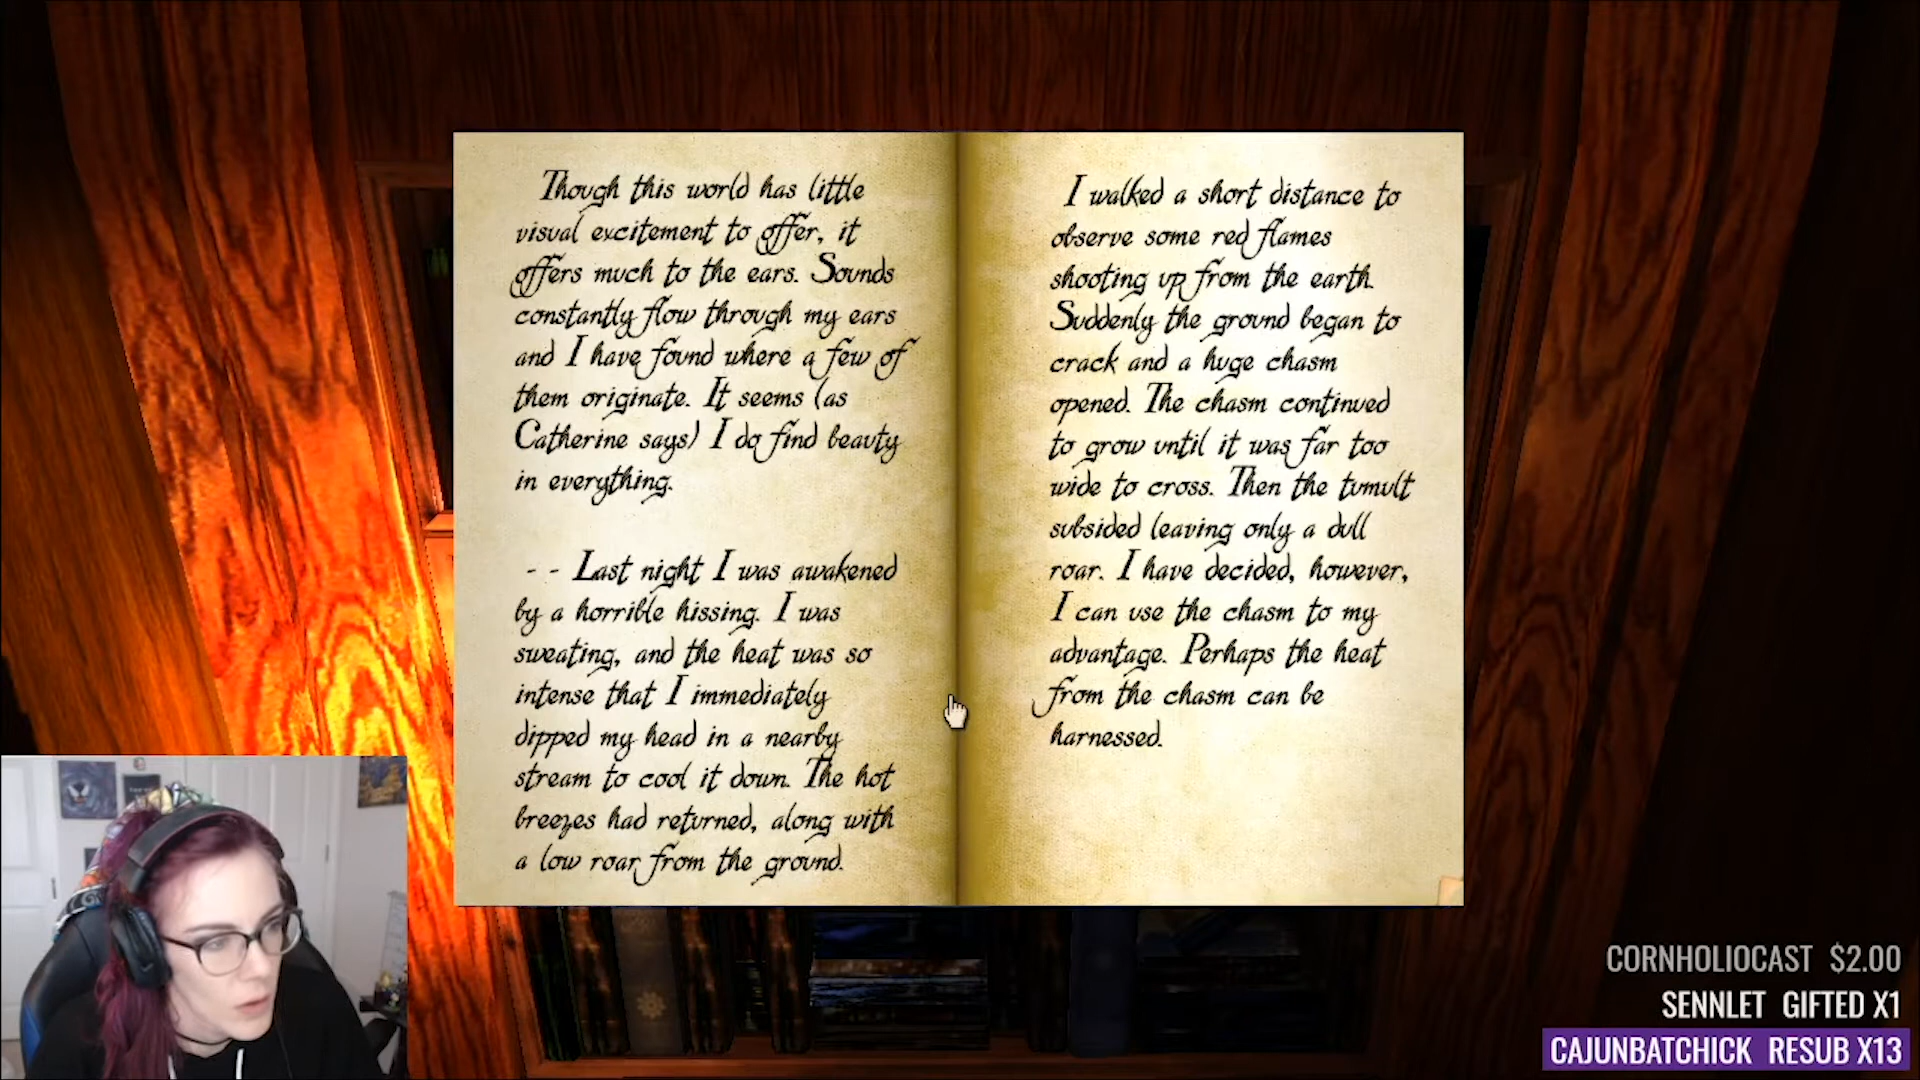 Though this world has little
visual excitement to offer, it
offers much to the ears. Sounds
constantly flow through my ears
and I have found where a few of
them originate. It seems (as
Catherine says) I do find beauty
in everything.
- - Last night I was awakened
by a horrible hissing. I was
sweating, and the heat was so
intense that I immediately
dipped my head in a nearby
stream to cool it down. The hot
breezes had returned, along with
a low roar from the ground.
I walked a short distance to
observe some red flames
shooting up from the earth.
Suddenly the ground began to
crack and a huge chasm
opened. The chasm continued
to grow until it was far too
wide to cross. Then the tumult
subsided leaving only a dull
roar. I have decided, however,
I can use the chasm to my
advantage. Perhaps the heat
from the chasm can be
harnessed.
CORNHOLIOCAST $2.00
SENNLET GIFTED X1
CAJUNBATCHICK RESUB X13